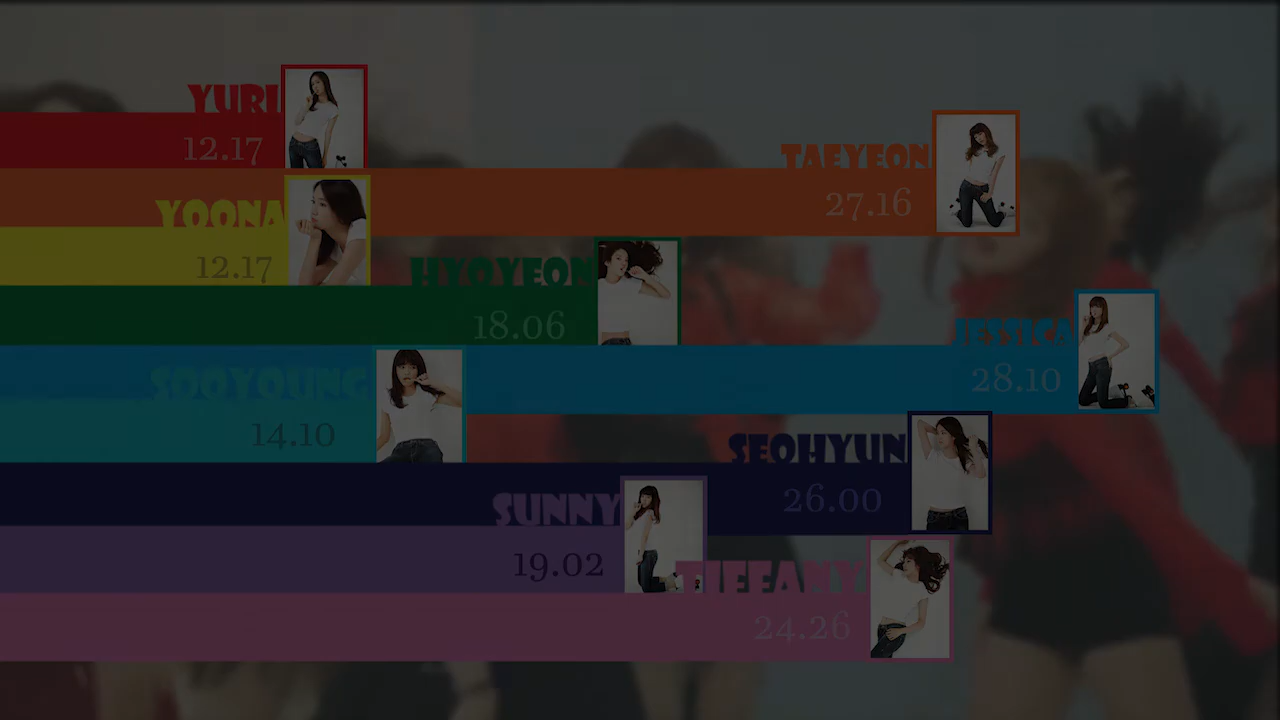 YURI
12.17
TAEYEON
27.16
YOONA
12.17
HYOYEON
18.06
JESSICA
28.10
SOOYOUNG
14.10
SEOHYUN
26.00
SUNNY
19.02
TIFFANY
24.26